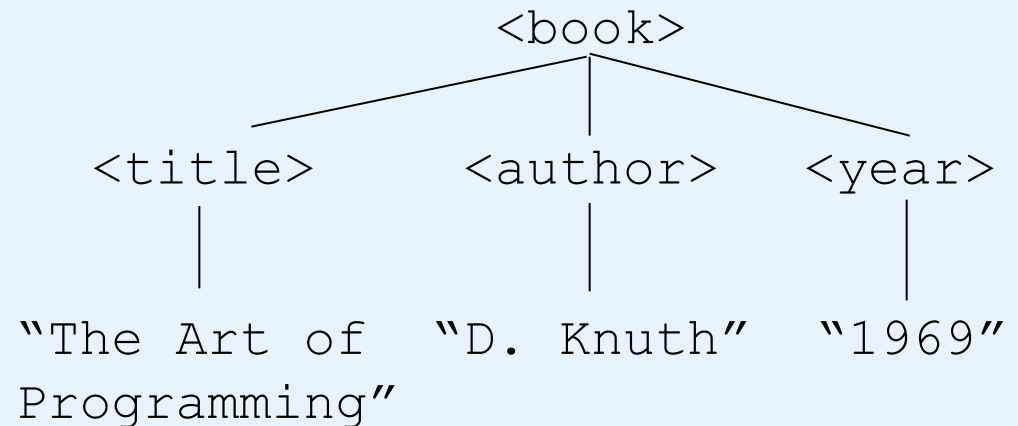 <book>
<title> <author> <year>
“The Art of “D. Knuth” “1969”
Programming”